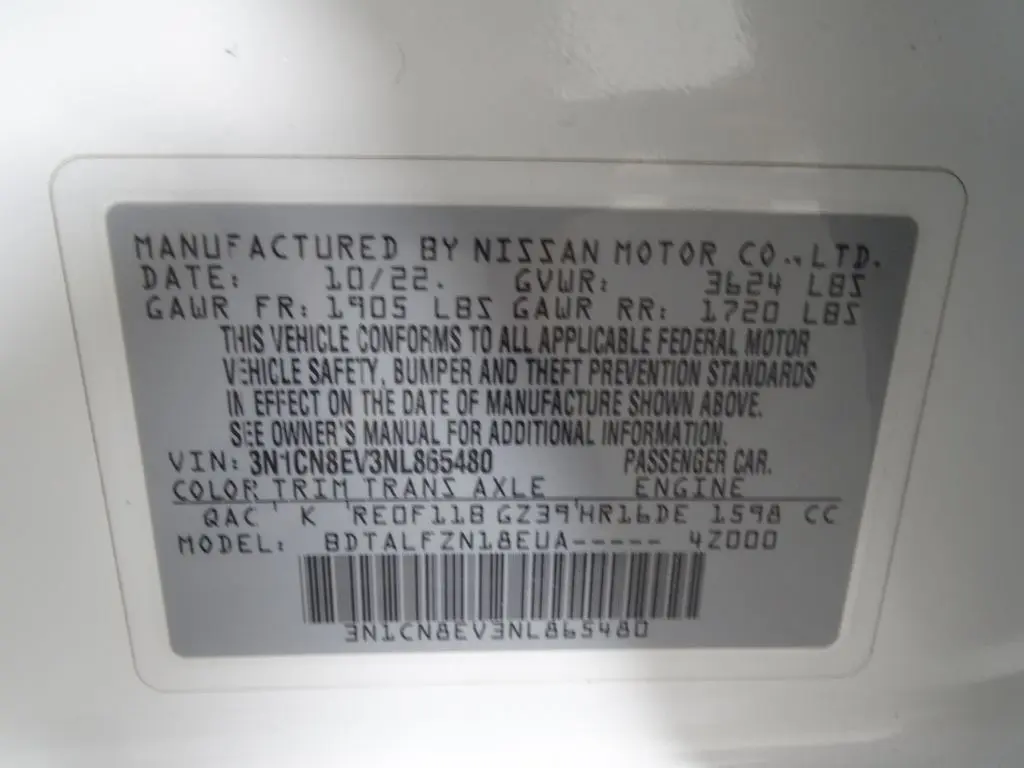 MANUFACTURED BY NISSAN MOTOR CO., LTD.
DATE: 10/22. GVWR: 3624 LBS
GAWR FR: 1905 LBS GAWR RR: 1720 LBS
THIS VEHICLE CONFORMS TO ALL APPLICABLE FEDERAL MOTOR
VEHICLE SAFETY, BUMPER AND THEFT PREVENTION STANDARDS
IN EFFECT ON THE DATE OF MANUFACTURE SHOWN ABOVE.
SEE OWNER'S MANUAL FOR ADDITIONAL INFORMATION.
VIN: 3N1CN8EV3NL865480 PASSENGER CAR.
COLOR TRIM TRANS AXLE ENGINE
QAC K RE0F11B GZ39 HR16DE 1598 CC
MODEL: BDTALFZN18EUA----- 4Z000
3N1CN8EV3NL865480